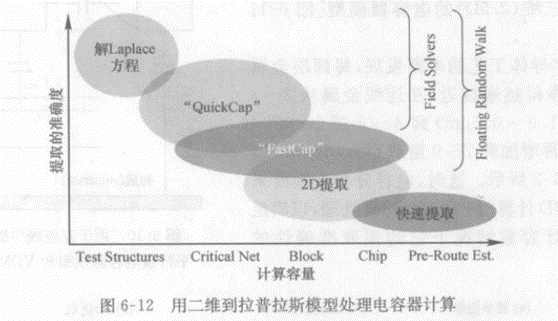 解Laplace
方程
“QuickCap”
“FastCap”
2D提取
快速提取
Field Solvers
Floating Random Walk
提取的准确度
Test Structures Critical Net Block Chip Pre-Route Est.
计算容量
图 6-12 用二维到拉普拉斯模型处理电容器计算